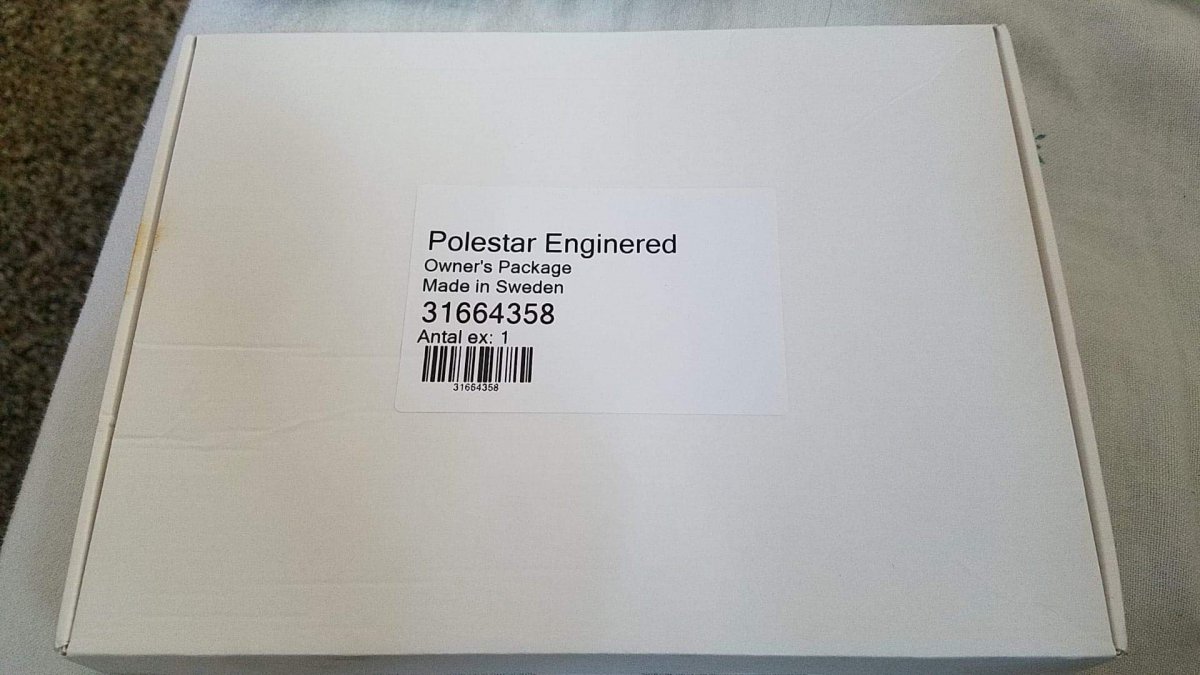 Polestar Enginered
Owner's Package
Made in Sweden
31664358
Antal ex: 1
31664358